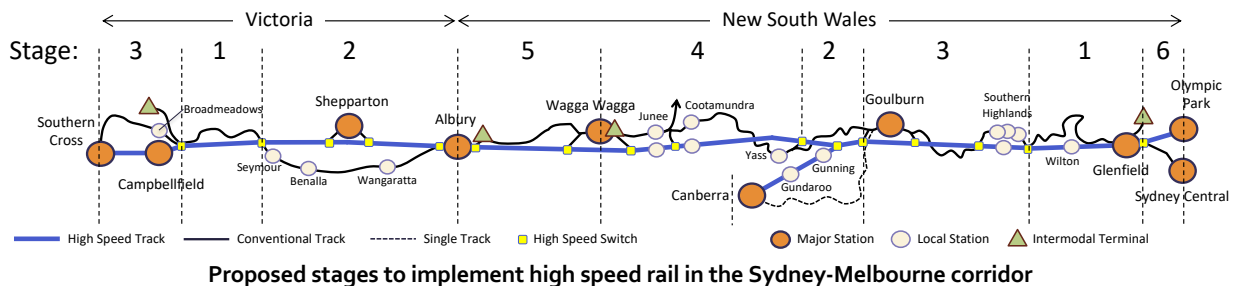 Victoria
New South Wales
Stage: 3 1 2 5 4 2 3 1 6
Southern
Cross
Broadmeadows
Campbellfield
Seymour
Benalla
Shepparton
Wangaratta
Albury
Wagga Wagga
Junee
Cootamundra
Yass
Canberra
Gundaroo
Gunning
Goulburn
Southern
Highlands
Wilton
Glenfield
Olympic
Park
Sydney Central
High Speed Track
Conventional Track
Single Track
High Speed Switch
Major Station
Local Station
Intermodal Terminal
Proposed stages to implement high speed rail in the Sydney-Melbourne corridor